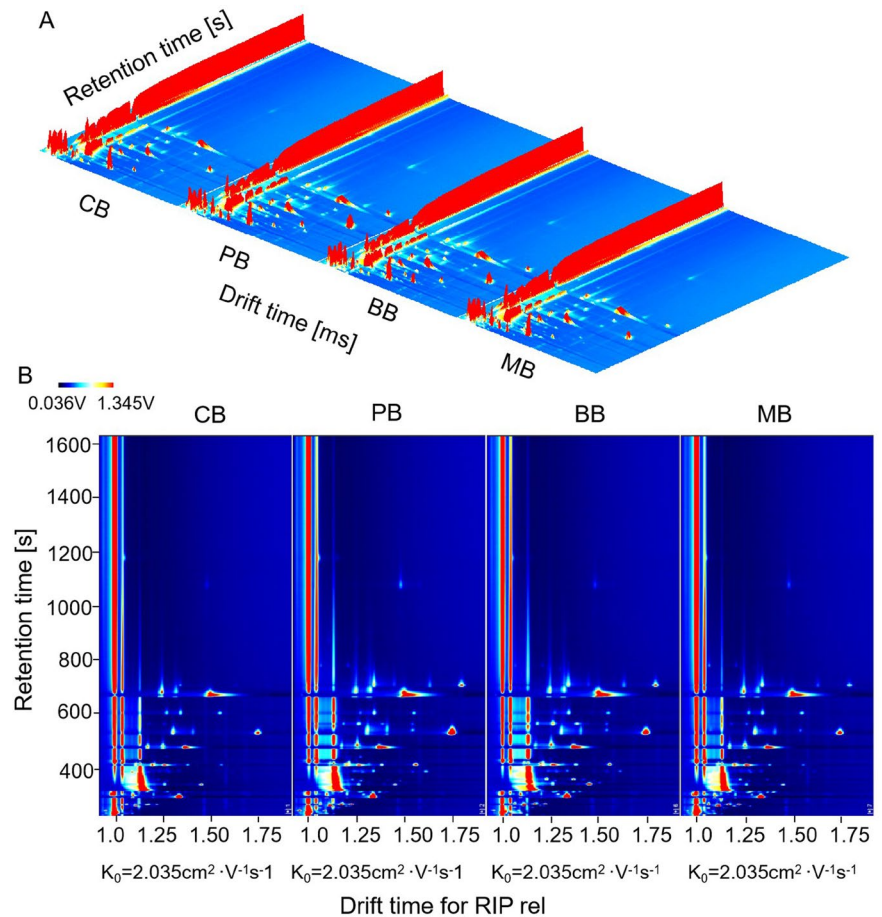 A
Retention time [s]
CB
PB
BB
MB
Drift time [ms]
B
0.036V 1.345V
CB PB BB MB
Retention time [s]
1600
1400
1200
1000
800
600
400
1.0 1.25 1.50 1.75 1.0 1.25 1.50 1.75 1.0 1.25 1.50 1.75 1.0 1.25 1.50 1.75
K₀=2.035cm² ·V⁻¹s-1 K₀=2.035cm² ·V⁻¹s-1 K₀=2.035cm² ·V⁻¹s⁻¹ K₀=2.035cm² ·V⁻¹s⁻¹
Drift time for RIP rel